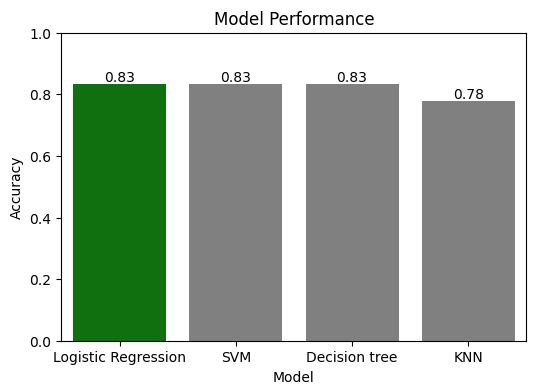 Model Performance
1.0
0.8
0.6
0.4
0.2
0.0
Accuracy
0.83
0.83
0.83
0.78
Logistic Regression
SVM
Decision tree
KNN
Model